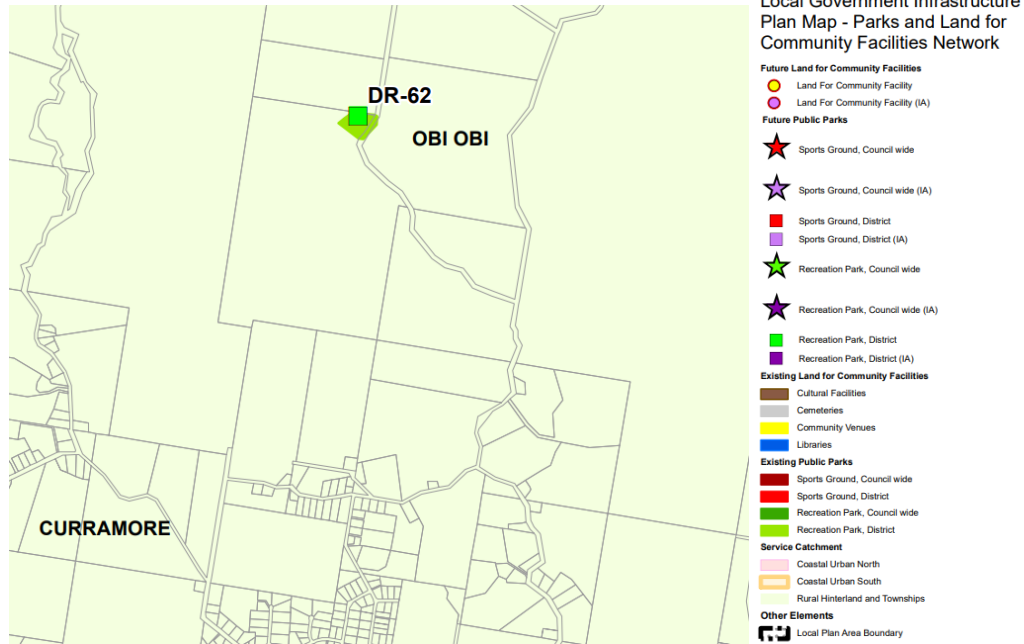 Local Government Infrastructure
Plan Map - Parks and Land for
Community Facilities Network
Future Land for Community Facilities
Land For Community Facility
Land For Community Facility (IA)
Future Public Parks
Sports Ground, Council wide
Sports Ground, Council wide (IA)
Sports Ground, District
Sports Ground, District (IA)
Recreation Park, Council wide
Recreation Park, Council wide (IA)
Recreation Park, District
Recreation Park, District (IA)
Existing Land for Community Facilities
Cultural Facilities
Cemeteries
Community Venues
Libraries
Existing Public Parks
Sports Ground, Council wide
Sports Ground, District
Recreation Park, Council wide
Recreation Park, District
Service Catchment
Coastal Urban North
Coastal Urban South
Rural Hinterland and Townships
Other Elements
Local Plan Area Boundary
DR-62
OBI OBI
CURRAMORE